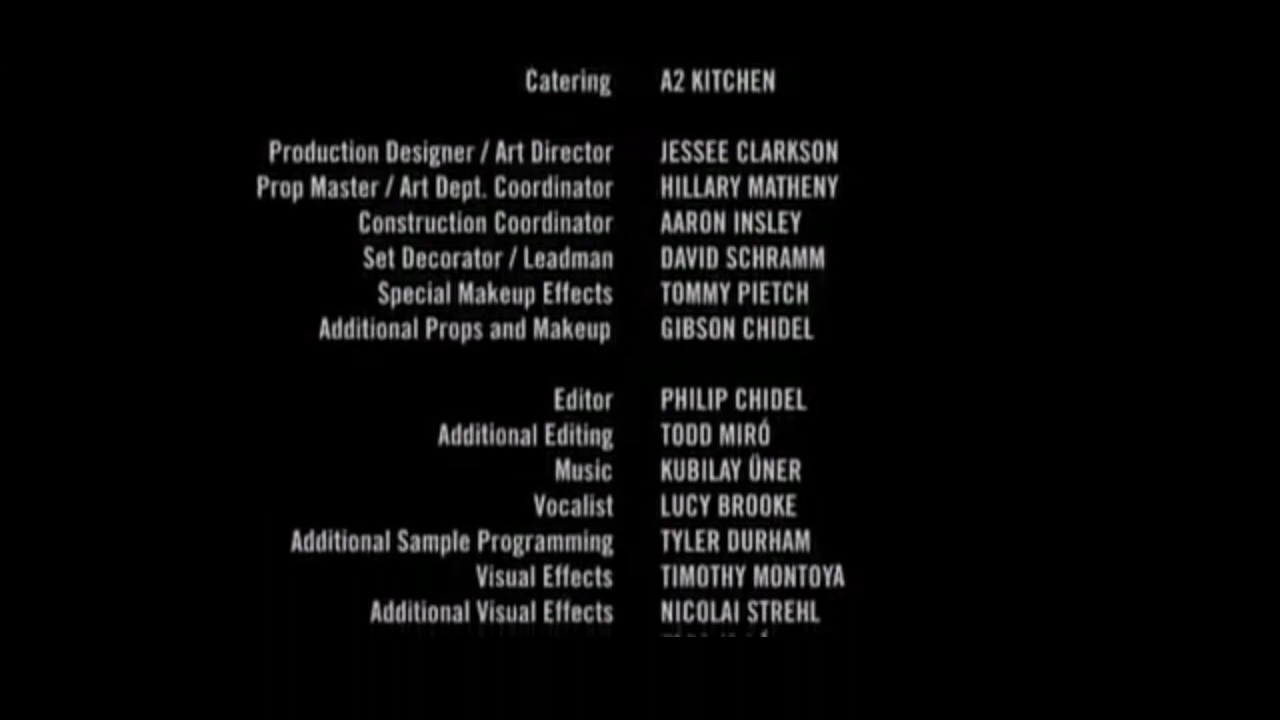 Catering A2 KITCHEN
Production Designer / Art Director JESSEE CLARKSON
Prop Master / Art Dept. Coordinator HILLARY MATHENY
Construction Coordinator AARON INSLEY
Set Decorator / Leadman DAVID SCHRAMM
Special Makeup Effects TOMMY PIETCH
Additional Props and Makeup GIBSON CHIDEL
Editor PHILIP CHIDEL
Additional Editing TODD MIRÓ
Music KUBILAY ÜNER
Vocalist LUCY BROOKE
Additional Sample Programming TYLER DURHAM
Visual Effects TIMOTHY MONTOYA
Additional Visual Effects NICOLAI STREHL